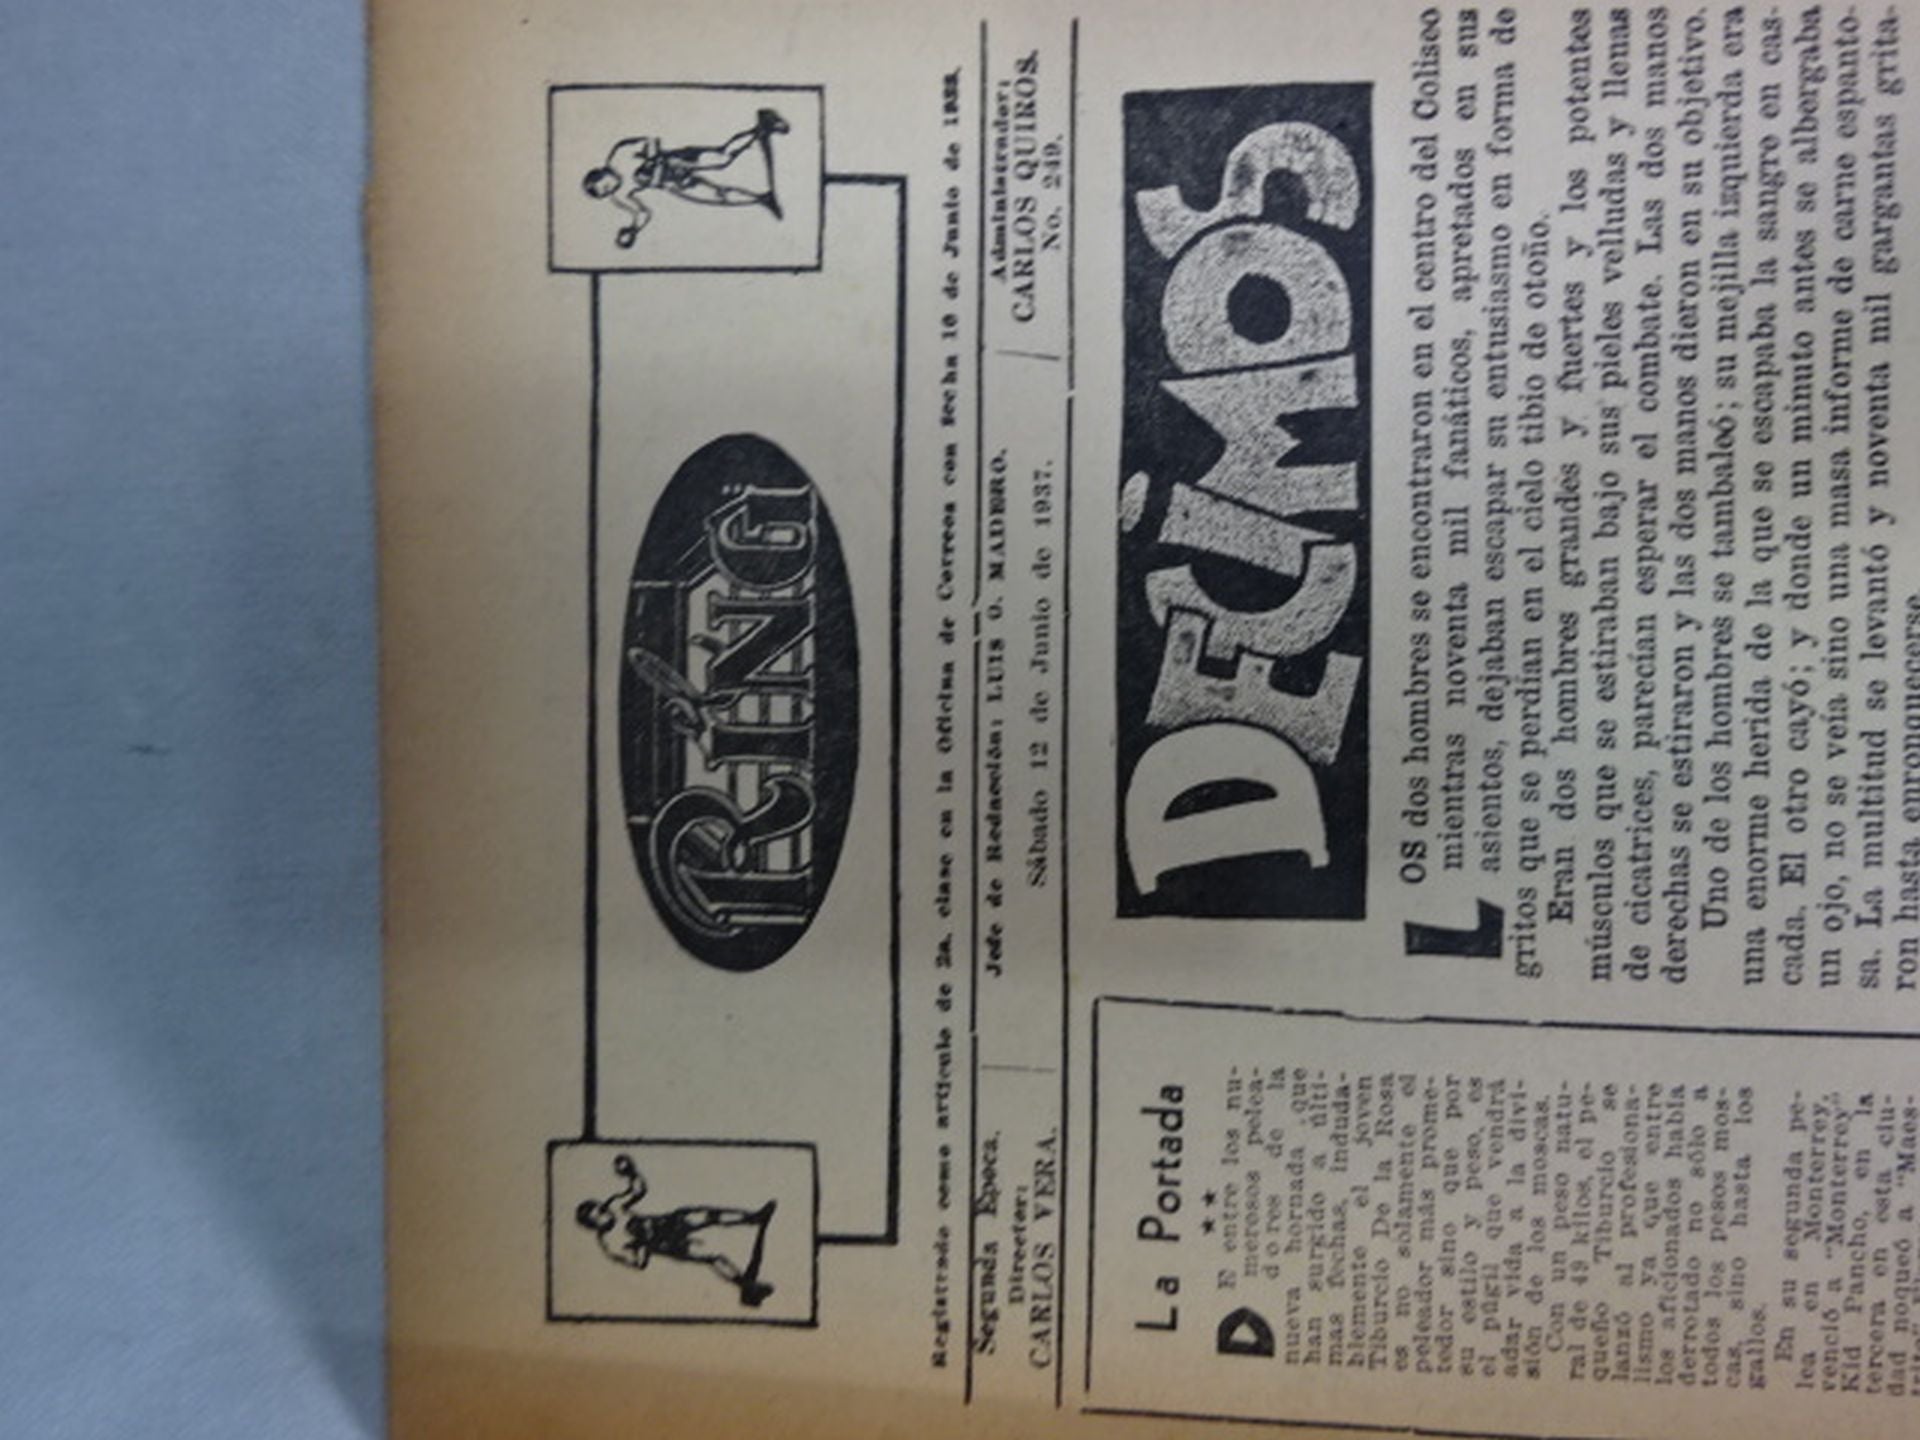 RING
Registrado como artículo de 2a. clase en la Oficina de Correos con fecha 10 de Junio de
Segunda Epoca.
Director:
CARLOS VERA.
Jefe de Redacción: LUIS O. MADERO.
Sábado 12 de Junio de 1937.
Administrador:
CARLOS QUIROS.
No. 249.
La Portada
DE entre los nu-
merosos pelea-
dores de la
nueva hornada que
han surgido a últi-
mas fechas, induda-
blemente el joven
Tiburcio De la Rosa
es no solamente el
peleador más prome-
tedor sino que por
su estilo y peso, es
el púgil que vendrá
a dar vida a la divi-
sión de los moscas.
Con un peso natu-
ral de 49 kilos, el pe-
queño Tiburcio se
lanzó al profesiona-
lismo ya que entre
los aficionados había
derrotado no sólo a
todos los pesos mos-
cas, sino hasta los
gallos.
En su segunda pe-
lea en Monterrey,
venció a "Monterrey"
Kid Pancho, en la
tercera en esta ciu-
dad noqueó a "Maes-
DECIMOS
LOS dos hombres se encontraron en el centro del Coliseo
mientras noventa mil fanáticos, apretados en sus
asientos, dejaban escapar su entusiasmo en forma de
gritos que se perdían en el cielo tibio de otoño.
Eran dos hombres grandes y fuertes y los potentes
músculos que se estiraban bajo sus pieles velludas y llenas
de cicatrices, parecían esperar el combate. Las dos manos
derechas se estiraron y las dos manos dieron en su objetivo.
Uno de los hombres se tambaleó; su mejilla izquierda era
una enorme herida de la que se escapaba la sangre en cas-
cada. El otro cayó; y donde un minuto antes se albergaba
un ojo, no se veía sino una masa informe de carne espanto-
sa. La multitud se levantó y noventa mil gargantas grita-
ron hasta enronquecerse.